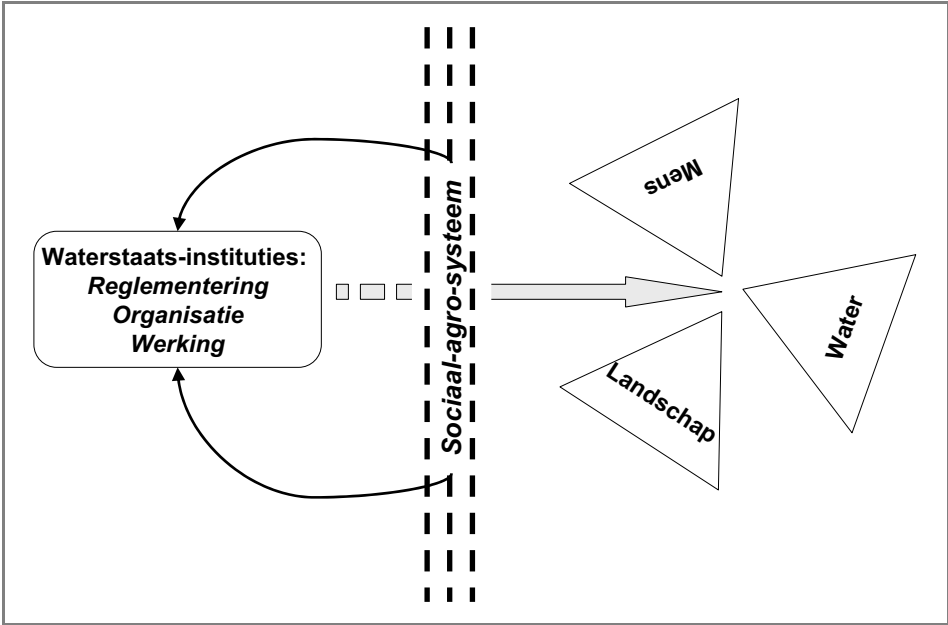 Waterstaats-instituties:
Reglementering
Organisatie
Werking
Sociaal-agro-systeem
Mens
Water
Landschap